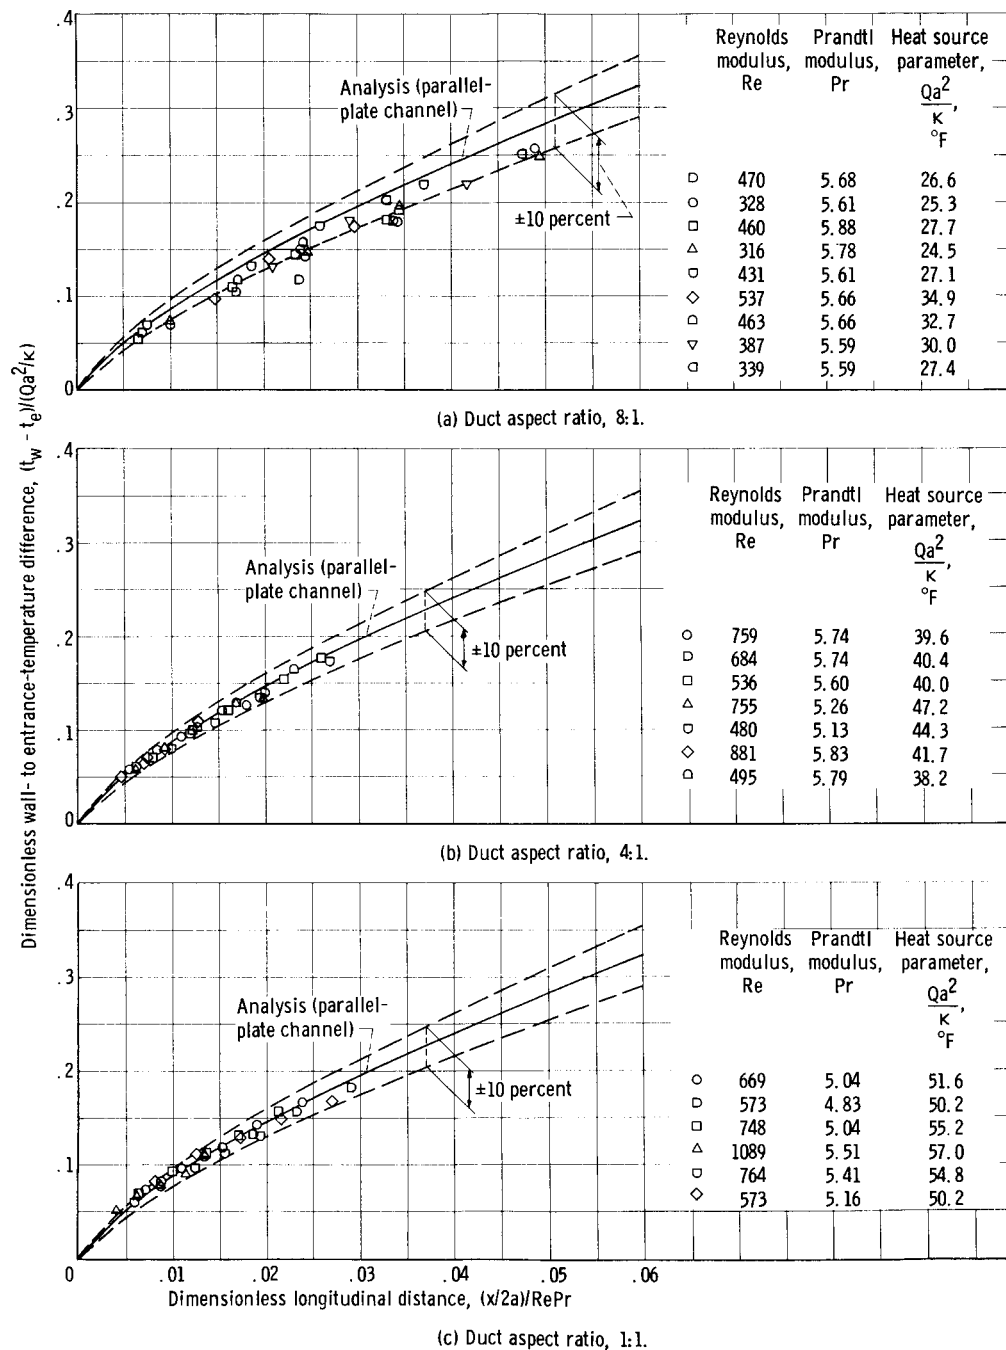 Dimensionless wall- to entrance-temperature difference, (t_w - t_e)/(Qa²/κ)
.4
.3
.2
.1
0
Analysis (parallel-
plate channel)
±10 percent
Reynolds modulus, Re
Prandtl modulus, Pr
Heat source parameter, Qa²/κ, °F
470 5.68 26.6
328 5.61 25.3
460 5.88 27.7
316 5.78 24.5
431 5.61 27.1
537 5.66 34.9
463 5.66 32.7
387 5.59 30.0
339 5.59 27.4
(a) Duct aspect ratio, 8:1.
.4
.3
.2
.1
0
Analysis (parallel-
plate channel)
±10 percent
Reynolds modulus, Re
Prandtl modulus, Pr
Heat source parameter, Qa²/κ, °F
759 5.74 39.6
684 5.74 40.4
536 5.60 40.0
755 5.26 47.2
480 5.13 44.3
881 5.83 41.7
495 5.79 38.2
(b) Duct aspect ratio, 4:1.
.4
.3
.2
.1
0
Analysis (parallel-
plate channel)
±10 percent
Reynolds modulus, Re
Prandtl modulus, Pr
Heat source parameter, Qa²/κ, °F
669 5.04 51.6
573 4.83 50.2
748 5.04 55.2
1089 5.51 57.0
764 5.41 54.8
573 5.16 50.2
0 .01 .02 .03 .04 .05 .06
Dimensionless longitudinal distance, (x/2a)/RePr
(c) Duct aspect ratio, 1:1.